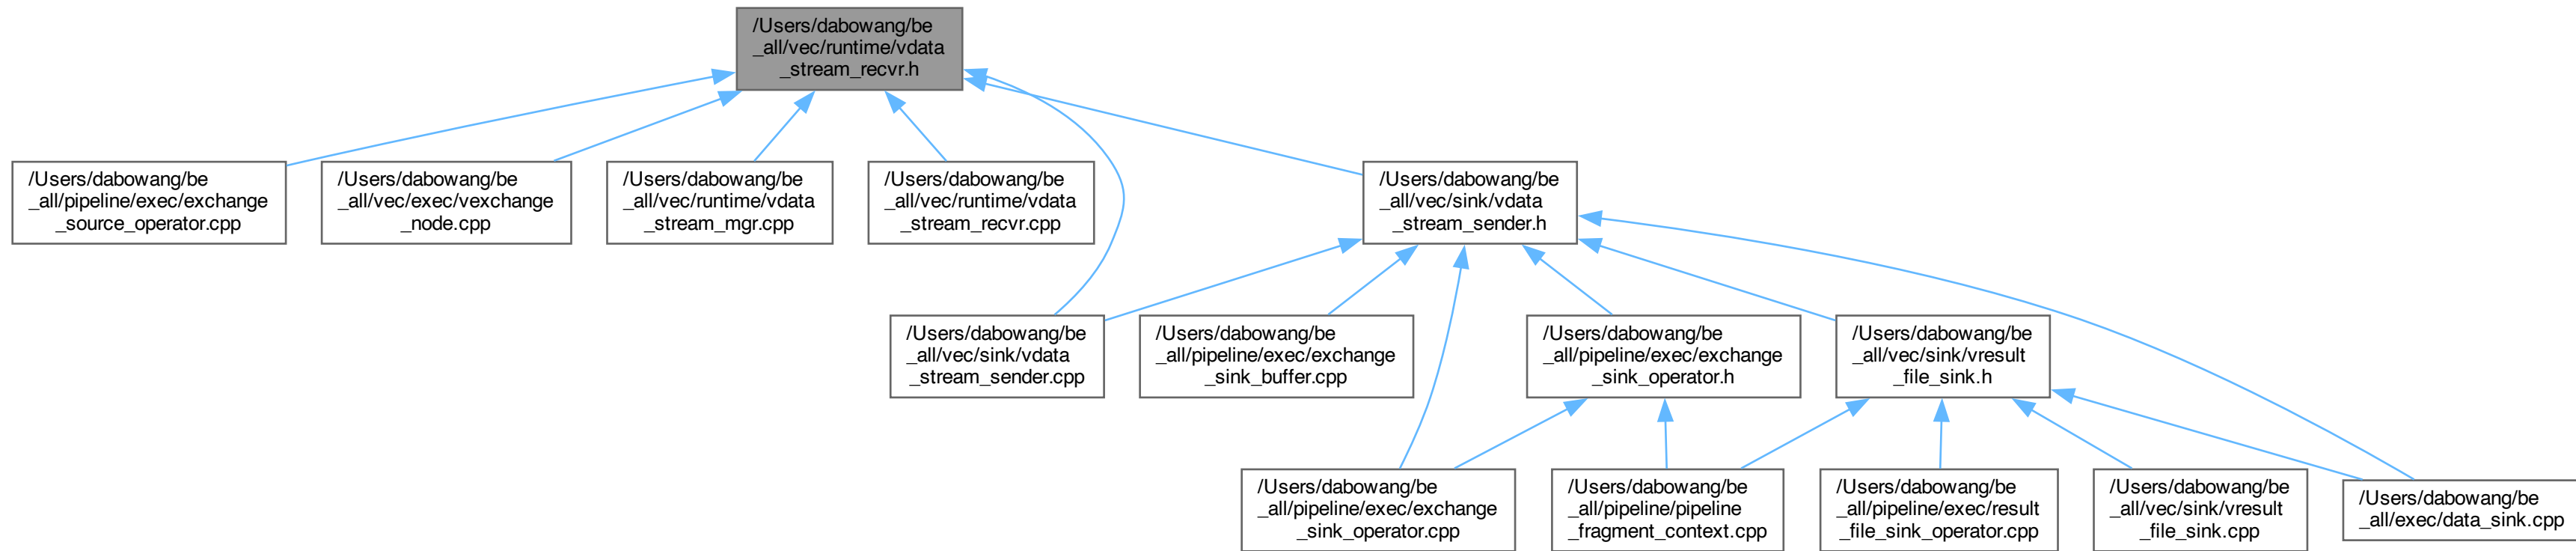 /Users/dabowang/be
_all/vec/runtime/vdata
_stream_recvr.h
/Users/dabowang/be
_all/pipeline/exec/exchange
_source_operator.cpp
/Users/dabowang/be
_all/vec/exec/vexchange
_node.cpp
/Users/dabowang/be
_all/vec/runtime/vdata
_stream_mgr.cpp
/Users/dabowang/be
_all/vec/runtime/vdata
_stream_recvr.cpp
/Users/dabowang/be
_all/vec/sink/vdata
_stream_sender.h
/Users/dabowang/be
_all/vec/sink/vdata
_stream_sender.cpp
/Users/dabowang/be
_all/pipeline/exec/exchange
_sink_buffer.cpp
/Users/dabowang/be
_all/pipeline/exec/exchange
_sink_operator.h
/Users/dabowang/be
_all/vec/sink/vresult
_file_sink.h
/Users/dabowang/be
_all/pipeline/exec/exchange
_sink_operator.cpp
/Users/dabowang/be
_all/pipeline/pipeline
_fragment_context.cpp
/Users/dabowang/be
_all/pipeline/exec/result
_file_sink_operator.cpp
/Users/dabowang/be
_all/vec/sink/vresult
_file_sink.cpp
/Users/dabowang/be
_all/exec/data_sink.cpp